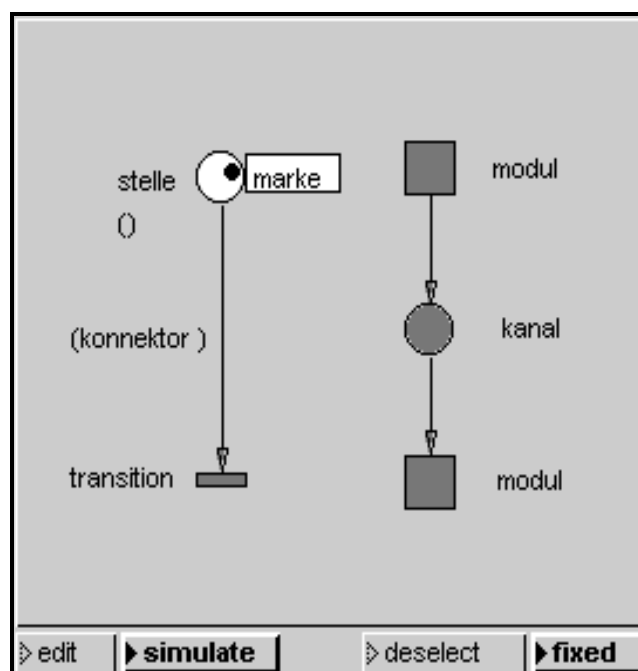 stelle
()
marke
(konnektor )
transition
modul
kanal
modul
edit
simulate
deselect
fixed